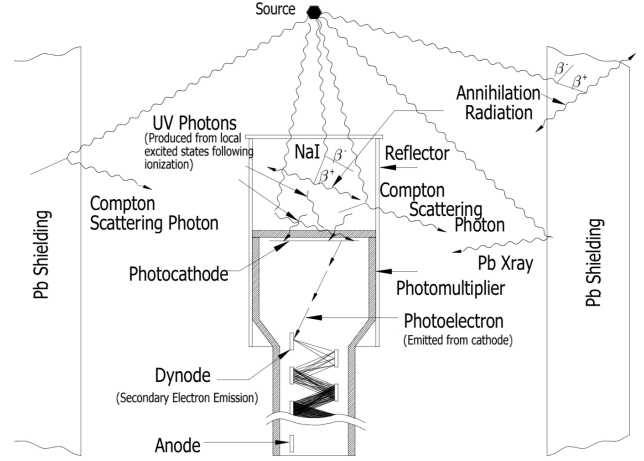 Source
β⁻
β⁺
Annihilation
Radiation
UV Photons
(Produced from local
excited states following
ionization)
NaI
β⁻
β⁺
Reflector
Compton
Scattering Photon
Compton
Scattering
Photon
Pb Xray
Pb Shielding
Pb Shielding
Photocathode
Photomultiplier
Photoelectron
(Emitted from cathode)
Dynode
(Secondary Electron Emission)
Anode